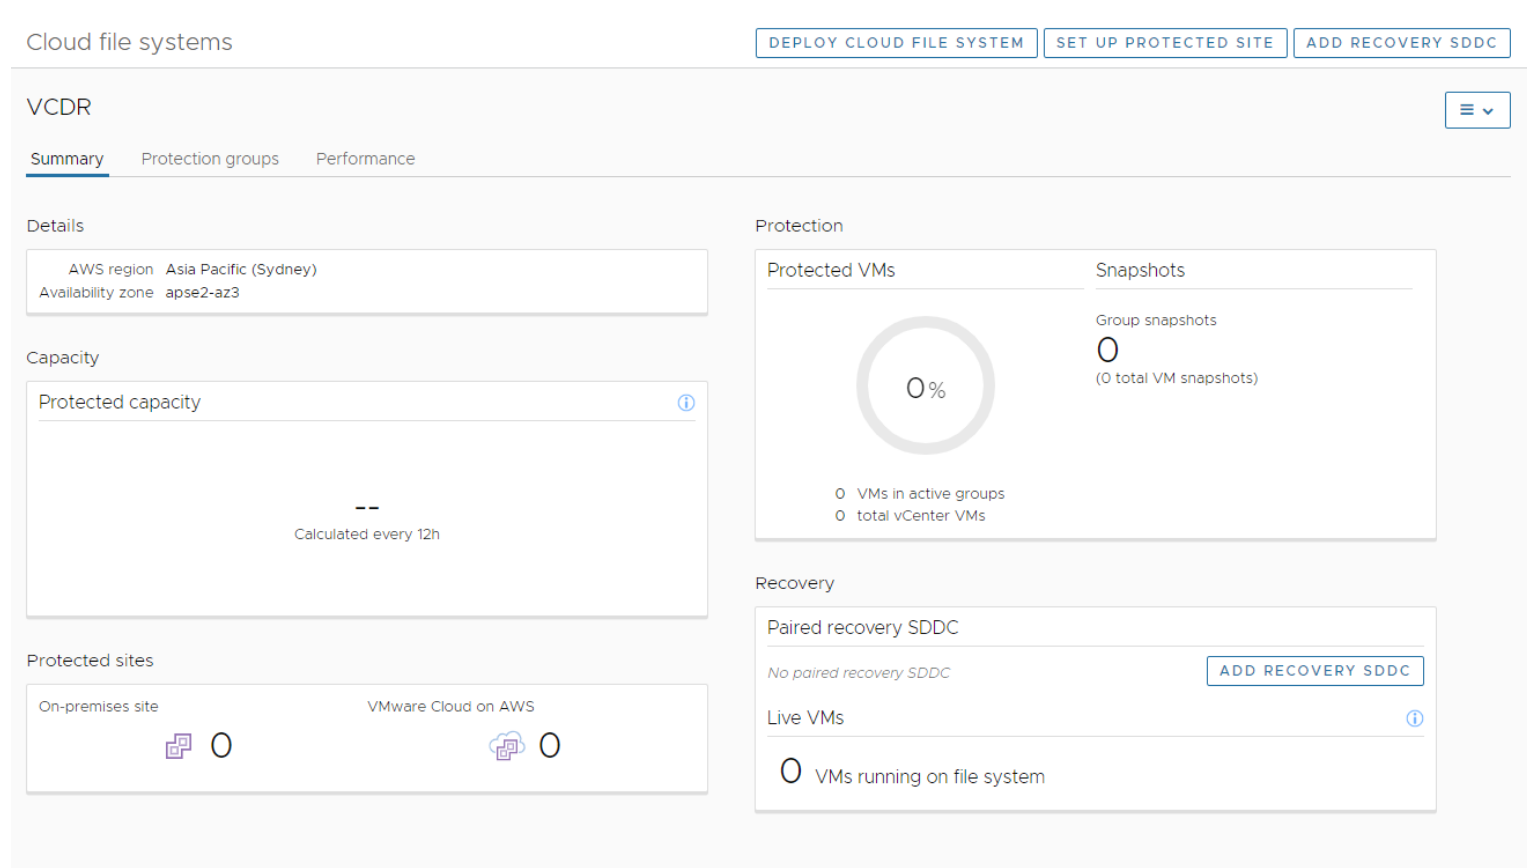 Cloud file systems
DEPLOY CLOUD FILE SYSTEM
SET UP PROTECTED SITE
ADD RECOVERY SDDC
VCDR
Summary
Protection groups
Performance
Details
AWS region Asia Pacific (Sydney)
Availability zone apse2-az3
Capacity
Protected capacity
--
Calculated every 12h
Protected sites
On-premises site
0
VMware Cloud on AWS
0
Protection
Protected VMs
0%
0 VMs in active groups
0 total vCenter VMs
Snapshots
Group snapshots
0
(0 total VM snapshots)
Recovery
Paired recovery SDDC
No paired recovery SDDC
ADD RECOVERY SDDC
Live VMs
0 VMs running on file system